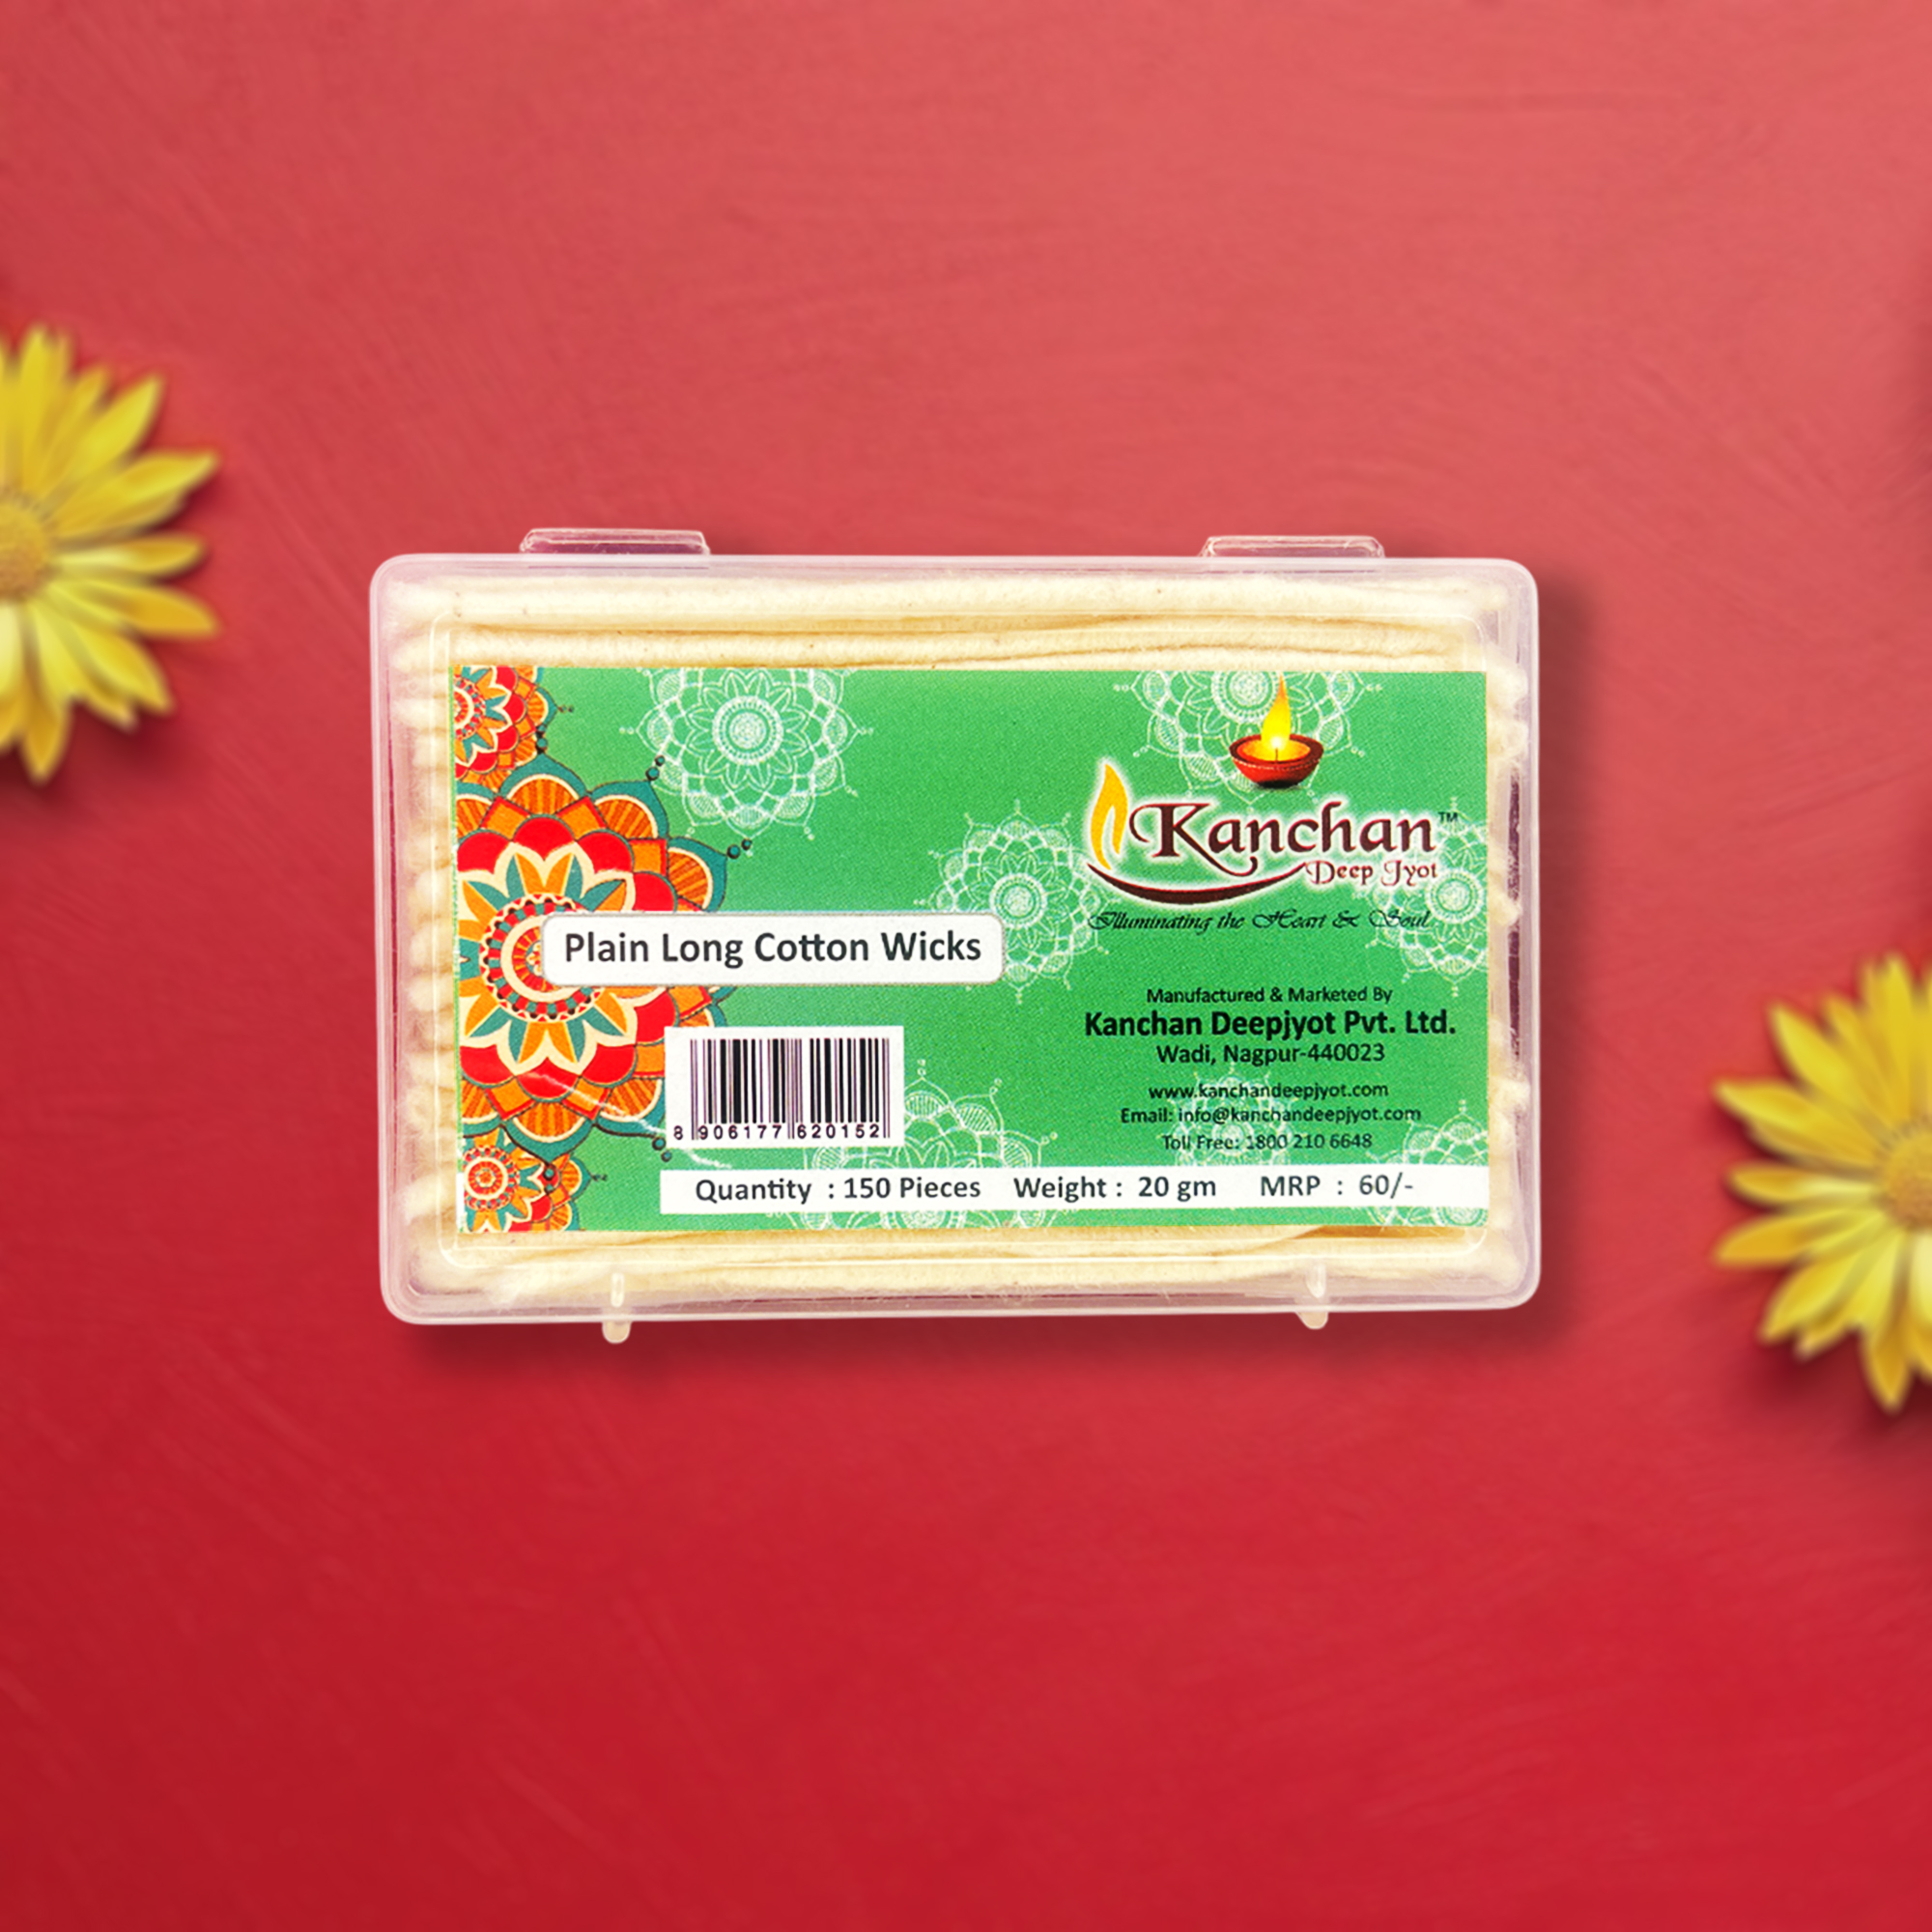 Kanchan™
Deep Jyot
Illuminating the Heart & Soul
Plain Long Cotton Wicks
Manufactured & Marketed By
Kanchan Deepjyot Pvt. Ltd.
Wadi, Nagpur-440023
www.kanchandeepjyot.com
Email: info@kanchandeepjyot.com
Toll Free: 1800 210 6648
8 906177 620152
Quantity : 150 Pieces Weight : 20 gm MRP : 60/-